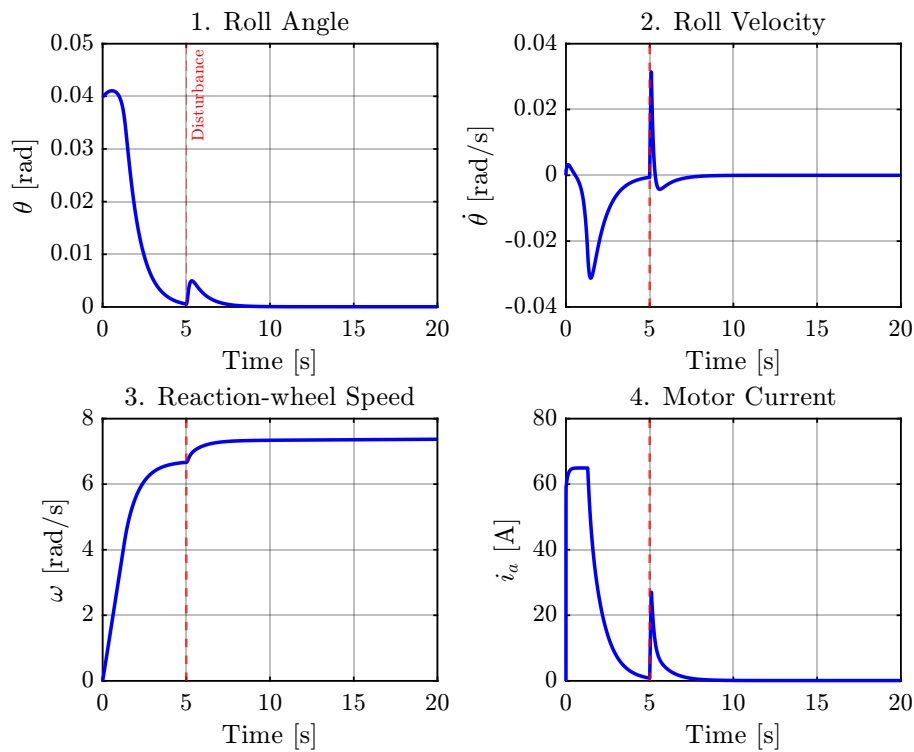 1. Roll Angle
0.05
0.04
0.03
0.02
0.01
0
θ [rad]
Disturbance
0 5 10 15 20
Time [s]
2. Roll Velocity
0.04
0.02
0
-0.02
-0.04
θ̇ [rad/s]
0 5 10 15 20
Time [s]
3. Reaction-wheel Speed
8
6
4
2
0
ω [rad/s]
0 5 10 15 20
Time [s]
4. Motor Current
80
60
40
20
0
i_a [A]
0 5 10 15 20
Time [s]